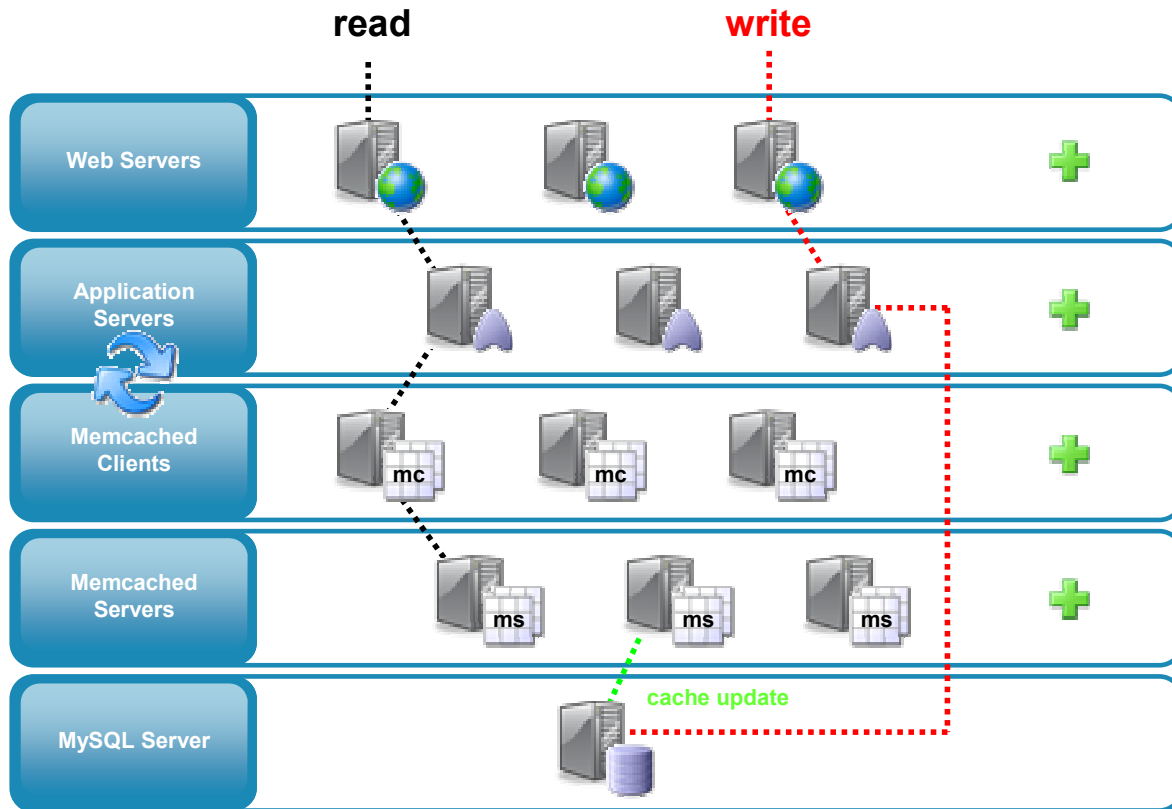 read
write
Web Servers
Application
Servers
Memcached
Clients
mc
mc
mc
Memcached
Servers
ms
ms
ms
cache update
MySQL Server